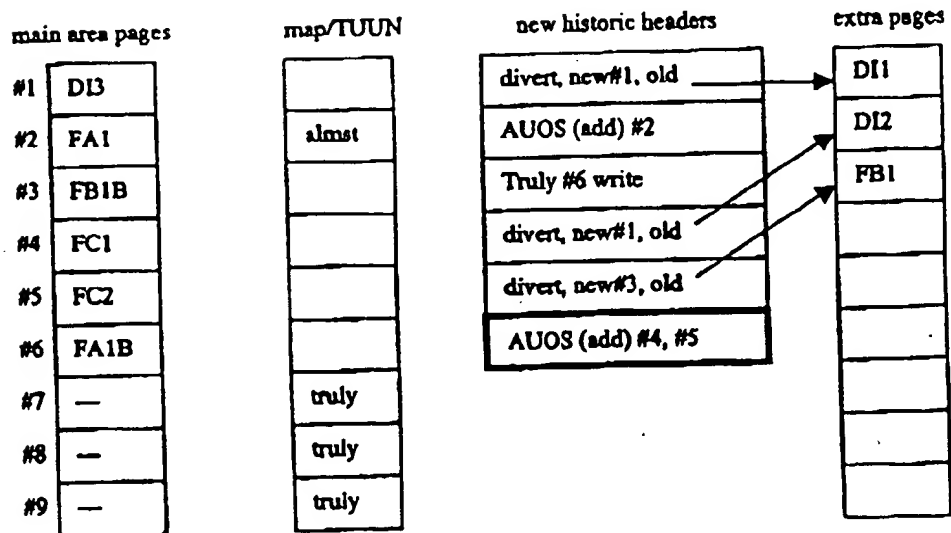 main area pages
#1 DI3
#2 FA1
#3 FB1B
#4 FC1
#5 FC2
#6 FA1B
#7 —
#8 —
#9 —
map/TUUN
almst
truly
truly
truly
new historic headers
divert, new#1, old
AUOS (add) #2
Truly #6 write
divert, new#1, old
divert, new#3, old
AUOS (add) #4, #5
extra pages
DI1
DI2
FB1